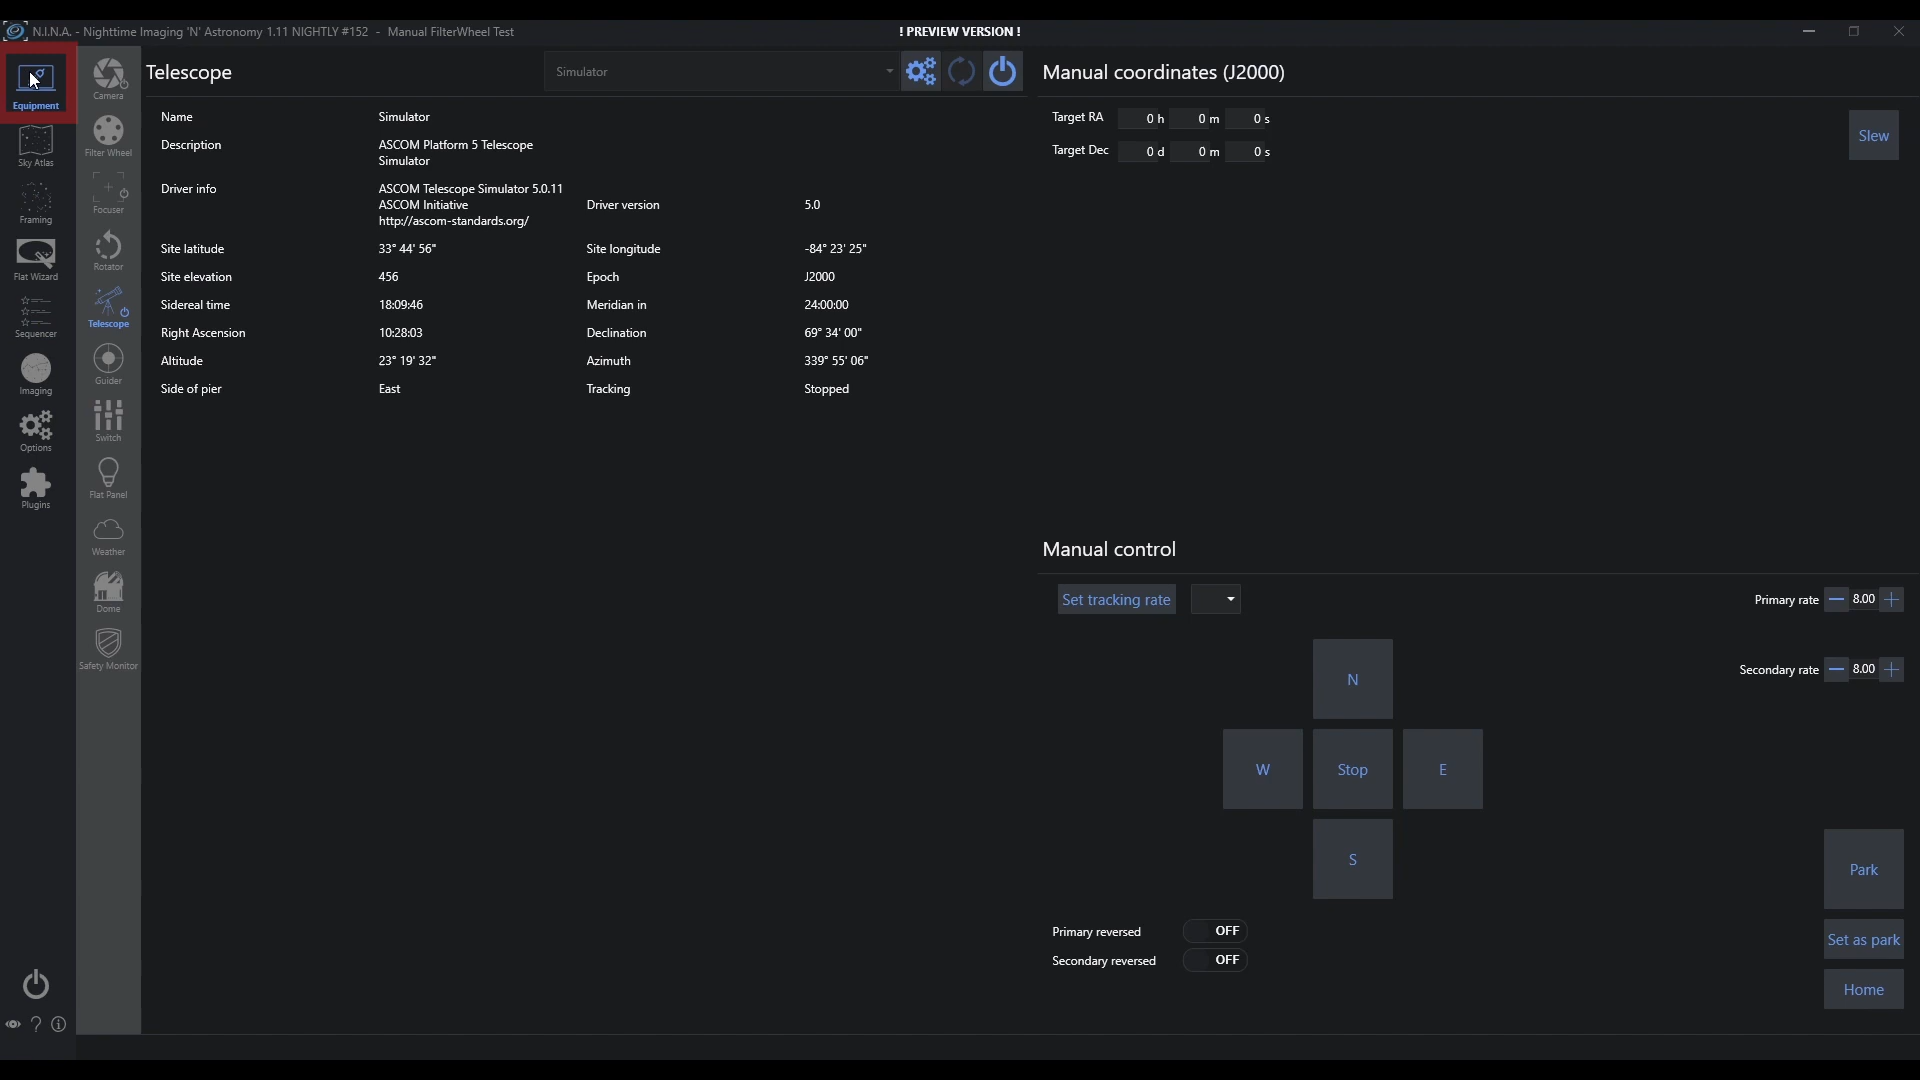 N.I.N.A. - Nighttime Imaging 'N' Astronomy 1.11 NIGHTLY #152 - Manual FilterWheel Test
! PREVIEW VERSION !
Equipment
Sky Atlas
Framing
Flat Wizard
Sequencer
Imaging
Options
Plugins
Camera
Filter Wheel
Focuser
Rotator
Telescope
Guider
Switch
Flat Panel
Weather
Dome
Safety Monitor
Telescope
Simulator
Name Simulator
Description ASCOM Platform 5 Telescope
Simulator
Driver info ASCOM Telescope Simulator 5.0.11
ASCOM Initiative
http://ascom-standards.org/
Driver version 5.0
Site latitude 33° 44' 56" Site longitude -84° 23' 25"
Site elevation 456 Epoch J2000
Sidereal time 18:09:46 Meridian in 24:00:00
Right Ascension 10:28:03 Declination 69° 34' 00"
Altitude 23° 19' 32" Azimuth 339° 55' 06"
Side of pier East Tracking Stopped
Manual coordinates (J2000)
Target RA 0 h 0 m 0 s
Target Dec 0 d 0 m 0 s
Slew
Manual control
Set tracking rate
Primary rate 8.00
Secondary rate 8.00
N
W Stop E
S
Primary reversed OFF
Secondary reversed OFF
Park
Set as park
Home